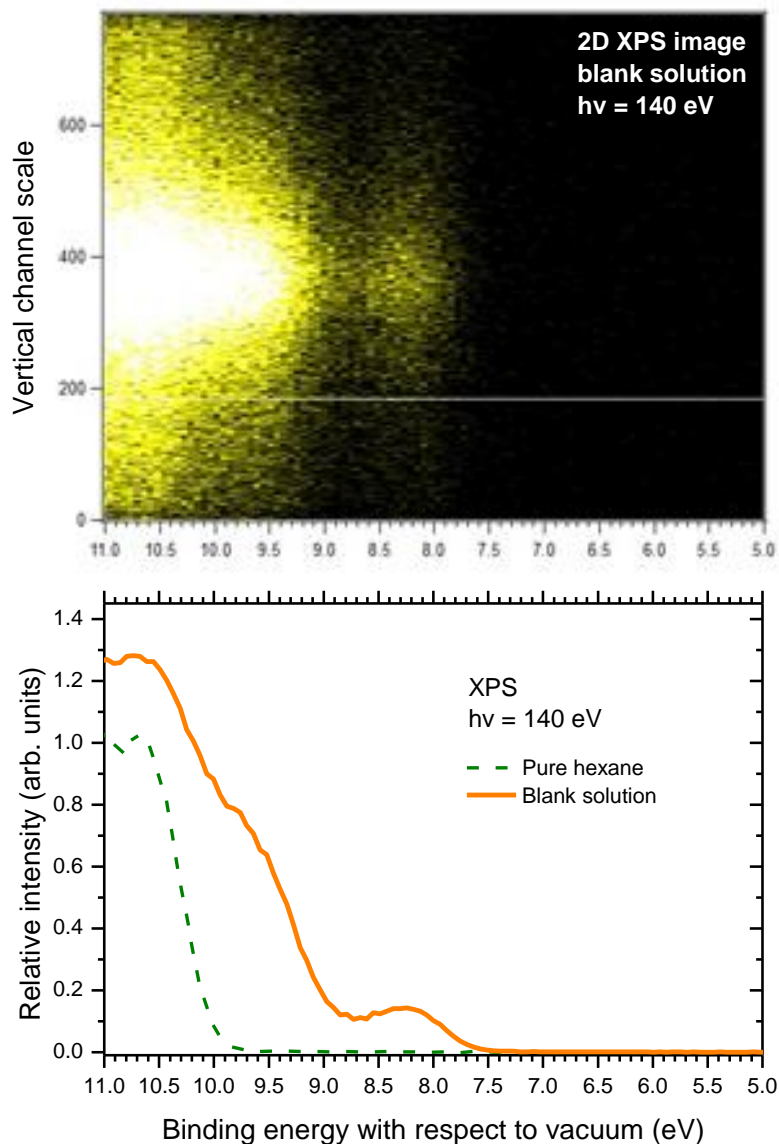 2D XPS image
blank solution
hv = 140 eV
Vertical channel scale
600
400
200
0
11.0 10.5 10.0 9.5 9.0 8.5 8.0 7.5 7.0 6.5 6.0 5.5 5.0
Relative intensity (arb. units)
1.4
1.2
1.0
0.8
0.6
0.4
0.2
0.0
XPS
hv = 140 eV
Pure hexane
Blank solution
11.0 10.5 10.0 9.5 9.0 8.5 8.0 7.5 7.0 6.5 6.0 5.5 5.0
Binding energy with respect to vacuum (eV)